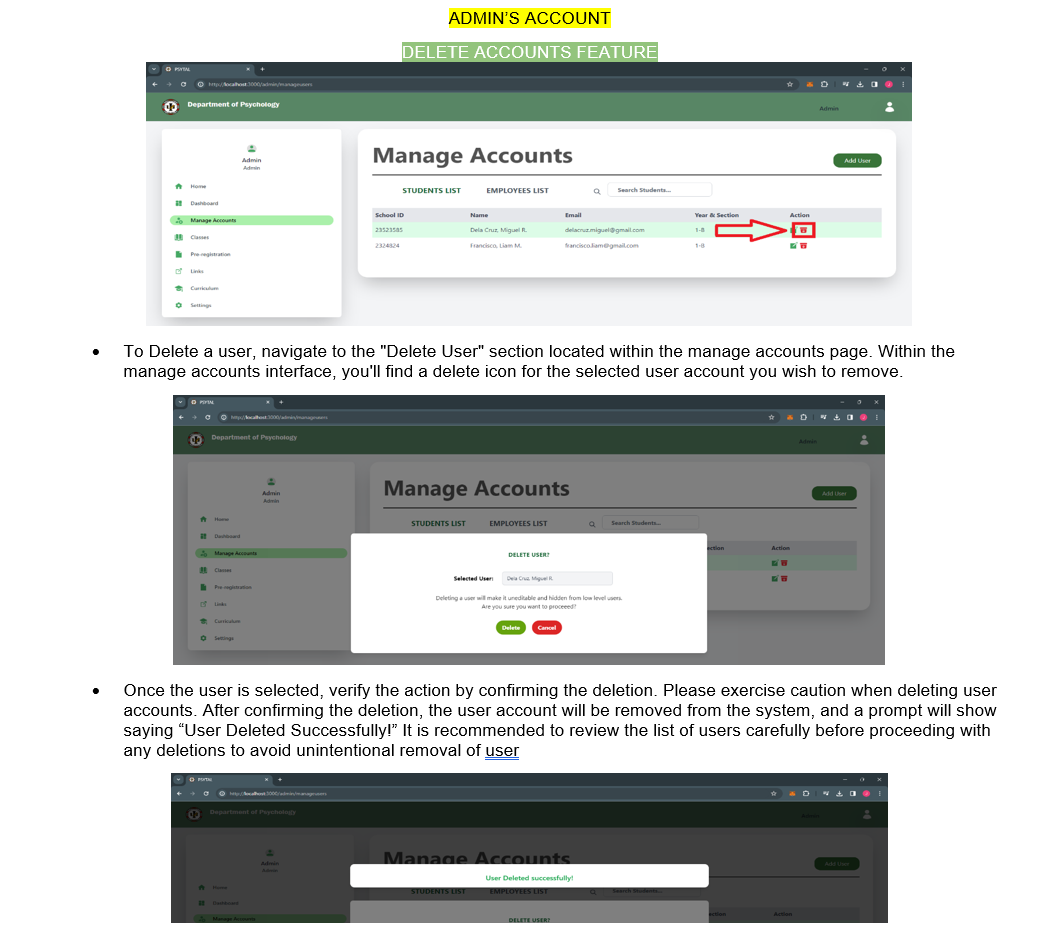 ADMIN’S ACCOUNT
DELETE ACCOUNTS FEATURE
PSYTAL
http://localhost:3000/admin/manageusers
Department of Psychology
Admin
Admin
Admin
Home
Dashboard
Manage Accounts
Classes
Pre-registration
Links
Curriculum
Settings
Manage Accounts
Add User
STUDENTS LIST EMPLOYEES LIST Search Students...
School ID Name Email Year & Section Action
23523585 Dela Cruz, Miguel R. delacruz.miguel@gmail.com 1-B
2324824 Francisco, Liam M. francisco.liam@gmail.com 1-B
• To Delete a user, navigate to the "Delete User" section located within the manage accounts page. Within the
manage accounts interface, you'll find a delete icon for the selected user account you wish to remove.
PSYTAL
http://localhost:3000/admin/manageusers
Department of Psychology
Admin
Admin
Admin
Home
Dashboard
Manage Accounts
Classes
Pre-registration
Links
Curriculum
Settings
Manage Accounts
Add User
STUDENTS LIST EMPLOYEES LIST Search Students...
ection Action
DELETE USER?
Selected User: Dela Cruz, Miguel R.
Deleting a user will make it uneditable and hidden from low level users.
Are you sure you want to proceeed?
Delete Cancel
• Once the user is selected, verify the action by confirming the deletion. Please exercise caution when deleting user
accounts. After confirming the deletion, the user account will be removed from the system, and a prompt will show
saying “User Deleted Successfully!” It is recommended to review the list of users carefully before proceeding with
any deletions to avoid unintentional removal of user
PSYTAL
http://localhost:3000/admin/manageusers
Department of Psychology
Admin
Admin
Home
Dashboard
Manage Accounts
Manage Accounts
Add User
User Deleted successfully!
STUDENTS LIST EMPLOYEES LIST Search Students...
ection Action
DELETE USER?